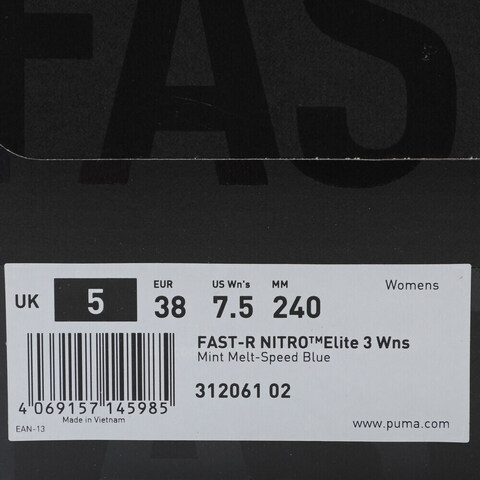 FAS
UK 5 EUR 38 US Wn's 7.5 MM 240 Womens
FAST-R NITRO™Elite 3 Wns
Mint Melt-Speed Blue
312061 02
4 069157 145985
Made in Vietnam
EAN-13
www.puma.com